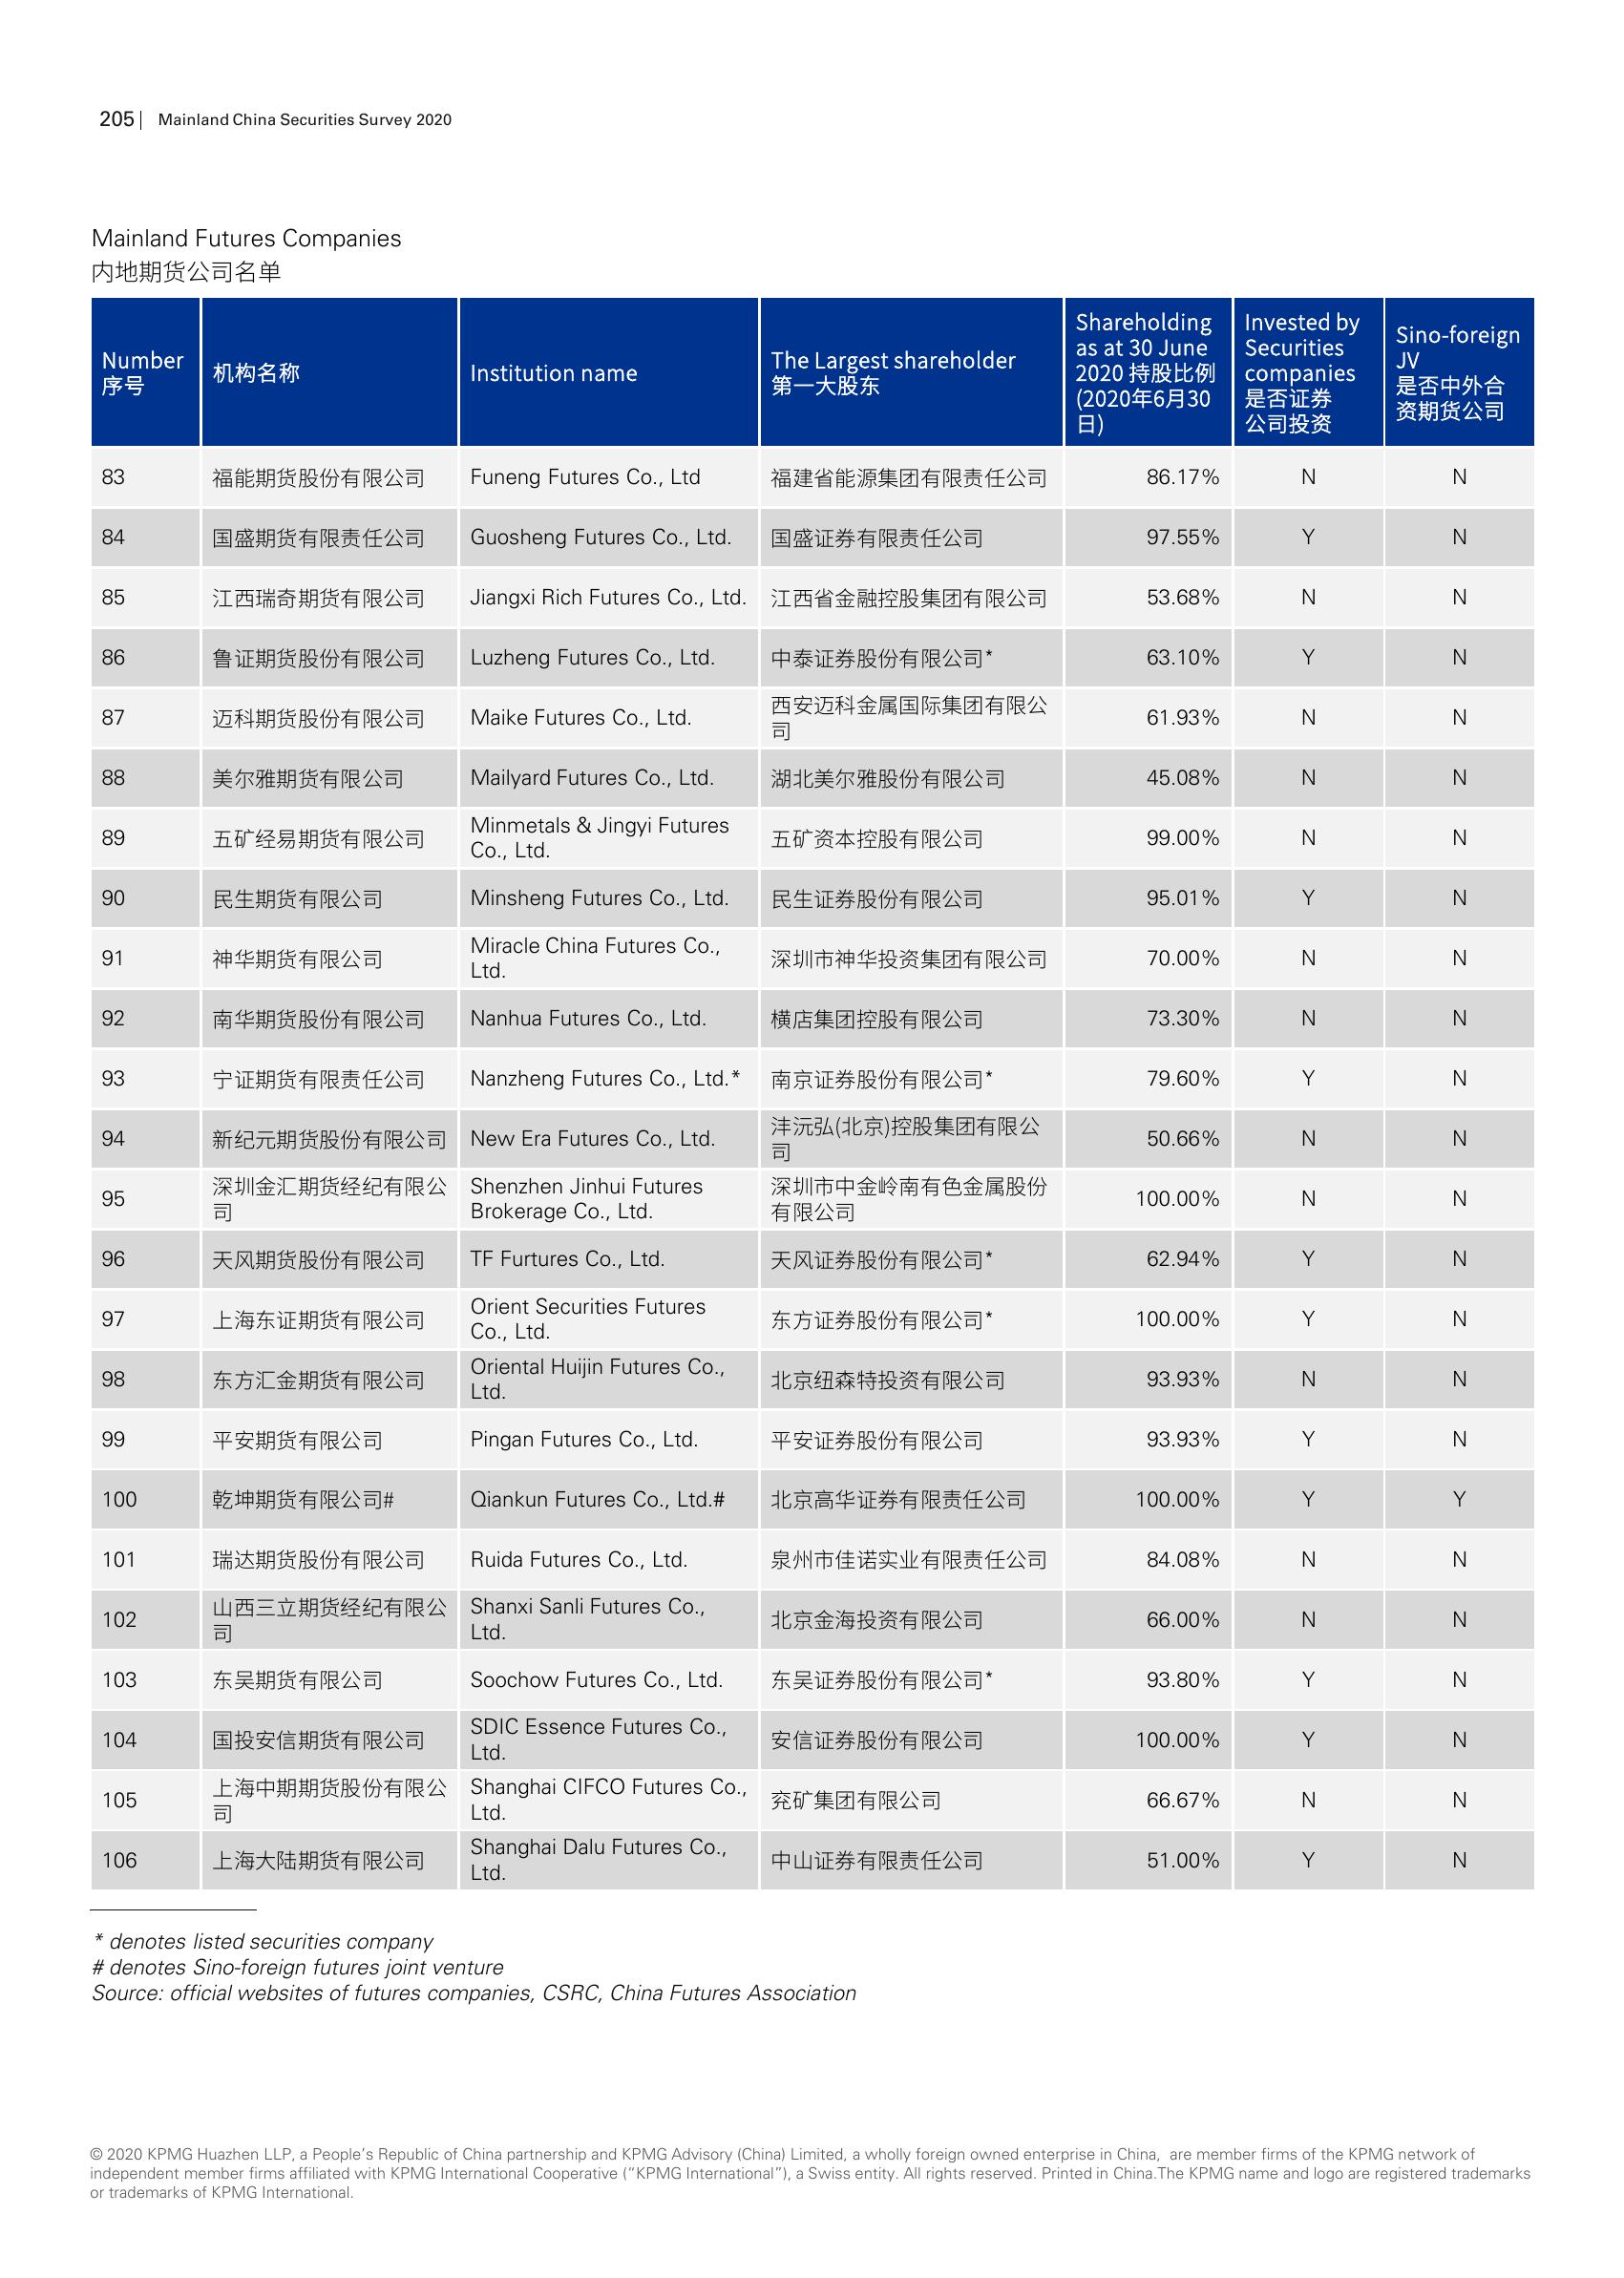 205 | Mainland China Securities Survey 2020
Mainland Futures Companies
内地期货公司名单
Number 序号 机构名称 Institution name The Largest shareholder 第一大股东 Shareholding as at 30 June 2020 持股比例 (2020年6月30日) Invested by Securities companies 是否证券公司投资 Sino-foreign JV 是否中外合资期货公司
83 福能期货股份有限公司 Funeng Futures Co., Ltd 福建省能源集团有限责任公司 86.17% N N
84 国盛期货有限责任公司 Guosheng Futures Co., Ltd. 国盛证券有限责任公司 97.55% Y N
85 江西瑞奇期货有限公司 Jiangxi Rich Futures Co., Ltd. 江西省金融控股集团有限公司 53.68% N N
86 鲁证期货股份有限公司 Luzheng Futures Co., Ltd. 中泰证券股份有限公司* 63.10% Y N
87 迈科期货股份有限公司 Maike Futures Co., Ltd. 西安迈科金属国际集团有限公司 61.93% N N
88 美尔雅期货有限公司 Mailyard Futures Co., Ltd. 湖北美尔雅股份有限公司 45.08% N N
89 五矿经易期货有限公司 Minmetals & Jingyi Futures Co., Ltd. 五矿资本控股有限公司 99.00% N N
90 民生期货有限公司 Minsheng Futures Co., Ltd. 民生证券股份有限公司 95.01% Y N
91 神华期货有限公司 Miracle China Futures Co., Ltd. 深圳市神华投资集团有限公司 70.00% N N
92 南华期货股份有限公司 Nanhua Futures Co., Ltd. 横店集团控股有限公司 73.30% N N
93 宁证期货有限责任公司 Nanzheng Futures Co., Ltd.* 南京证券股份有限公司* 79.60% Y N
94 新纪元期货股份有限公司 New Era Futures Co., Ltd. 沣沅弘(北京)控股集团有限公司 50.66% N N
95 深圳金汇期货经纪有限公司 Shenzhen Jinhui Futures Brokerage Co., Ltd. 深圳市中金岭南有色金属股份有限公司 100.00% N N
96 天风期货股份有限公司 TF Furtures Co., Ltd. 天风证券股份有限公司* 62.94% Y N
97 上海东证期货有限公司 Orient Securities Futures Co., Ltd. 东方证券股份有限公司* 100.00% Y N
98 东方汇金期货有限公司 Oriental Huijin Futures Co., Ltd. 北京纽森特投资有限公司 93.93% N N
99 平安期货有限公司 Pingan Futures Co., Ltd. 平安证券股份有限公司 93.93% Y N
100 乾坤期货有限公司# Qiankun Futures Co., Ltd.# 北京高华证券有限责任公司 100.00% Y Y
101 瑞达期货股份有限公司 Ruida Futures Co., Ltd. 泉州市佳诺实业有限责任公司 84.08% N N
102 山西三立期货经纪有限公司 Shanxi Sanli Futures Co., Ltd. 北京金海投资有限公司 66.00% N N
103 东吴期货有限公司 Soochow Futures Co., Ltd. 东吴证券股份有限公司* 93.80% Y N
104 国投安信期货有限公司 SDIC Essence Futures Co., Ltd. 安信证券股份有限公司 100.00% Y N
105 上海中期期货股份有限公司 Shanghai CIFCO Futures Co., Ltd. 兖矿集团有限公司 66.67% N N
106 上海大陆期货有限公司 Shanghai Dalu Futures Co., Ltd. 中山证券有限责任公司 51.00% Y N
* denotes listed securities company
# denotes Sino-foreign futures joint venture
Source: official websites of futures companies, CSRC, China Futures Association
© 2020 KPMG Huazhen LLP, a People's Republic of China partnership and KPMG Advisory (China) Limited, a wholly foreign owned enterprise in China, are member firms of the KPMG network of
independent member firms affiliated with KPMG International Cooperative ("KPMG International"), a Swiss entity. All rights reserved. Printed in China.The KPMG name and logo are registered trademarks
or trademarks of KPMG International.